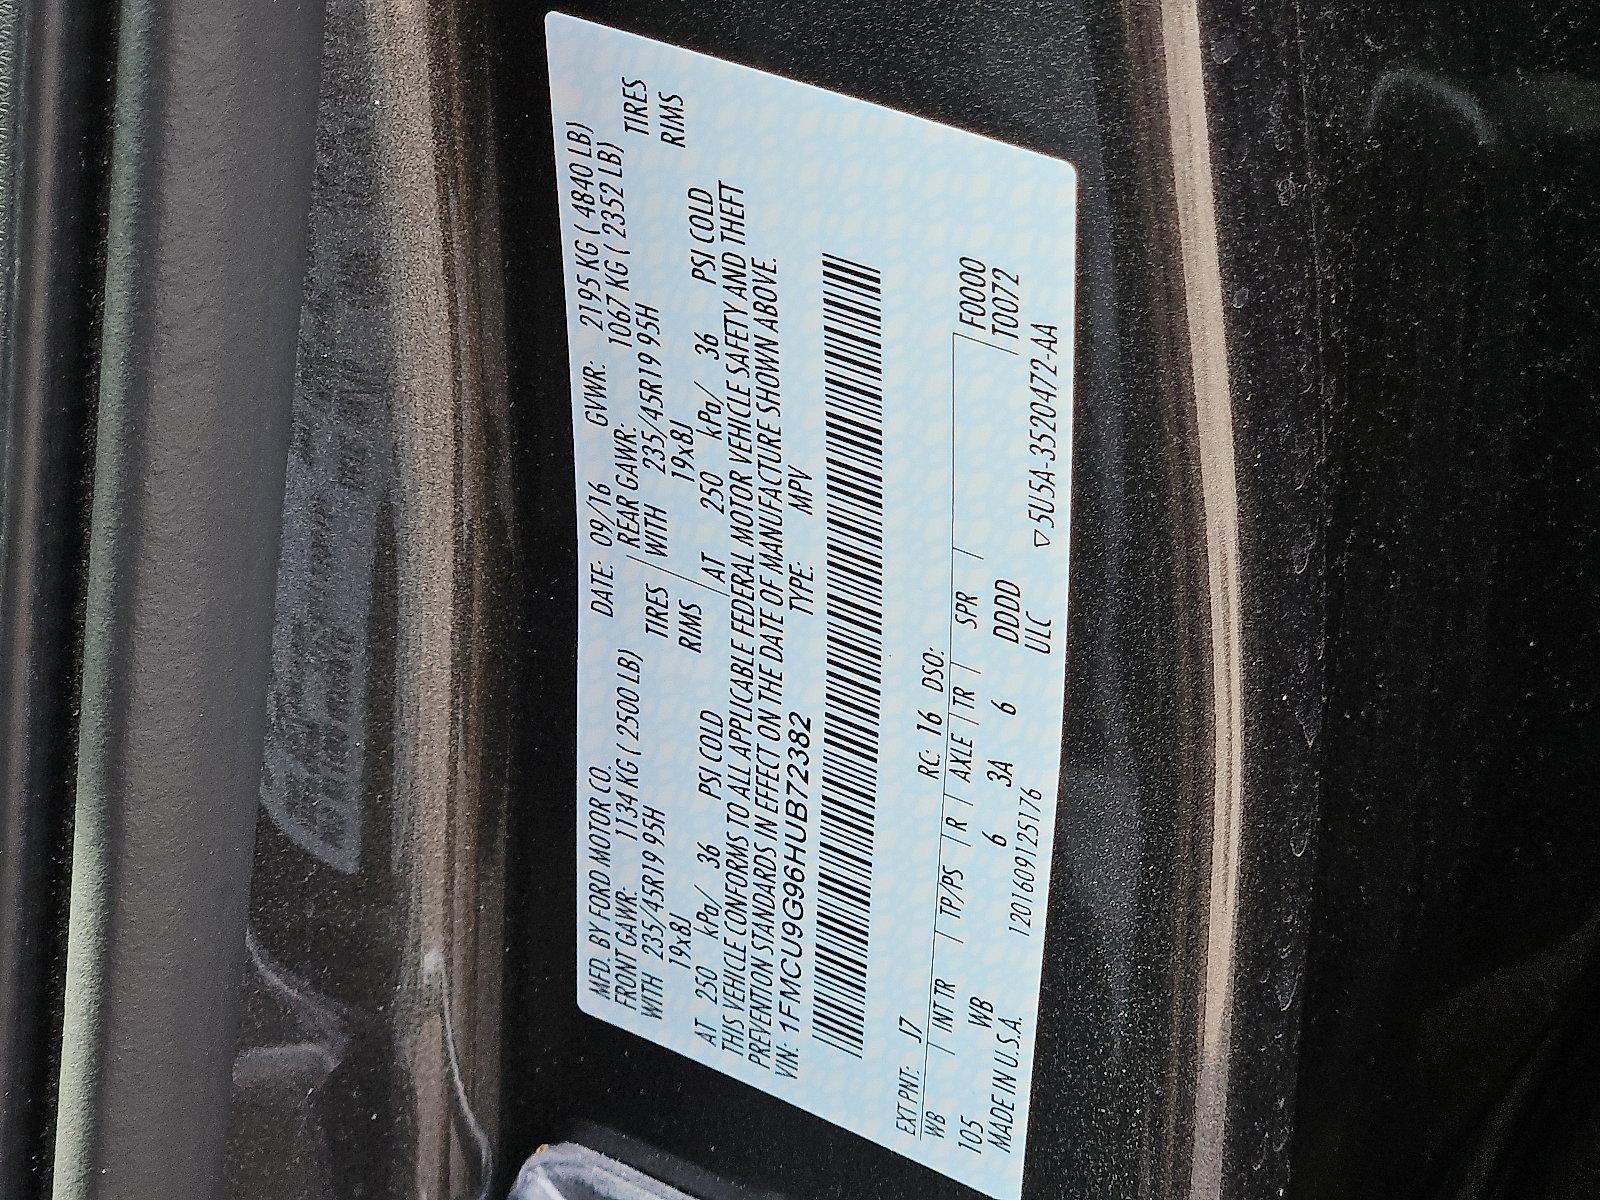 MFD. BY FORD MOTOR CO. DATE: 09/16 GVWR: 2195 KG ( 4840 LB)
FRONT GAWR: 1134 KG ( 2500 LB) REAR GAWR: 1067 KG ( 2352 LB)
WITH 235/45R19 95H TIRES WITH 235/45R19 95H TIRES
19x8J RIMS 19x8J RIMS
AT 250 kPa/ 36 PSI COLD AT 250 kPa/ 36 PSI COLD
THIS VEHICLE CONFORMS TO ALL APPLICABLE FEDERAL MOTOR VEHICLE SAFETY AND THEFT
PREVENTION STANDARDS IN EFFECT ON THE DATE OF MANUFACTURE SHOWN ABOVE.
VIN: 1FMCU9G96HUB72382 TYPE: MPV
EXT PNT: J7 RC: 16 DSO:
WB / INT TR / TP/PS / R / AXLE / TR / SPR / F0000
105 WB 6 3A 6 DDDD T0072
MADE IN U.S.A. 1201609125176 ULC ▽5U5A-3520472-AA